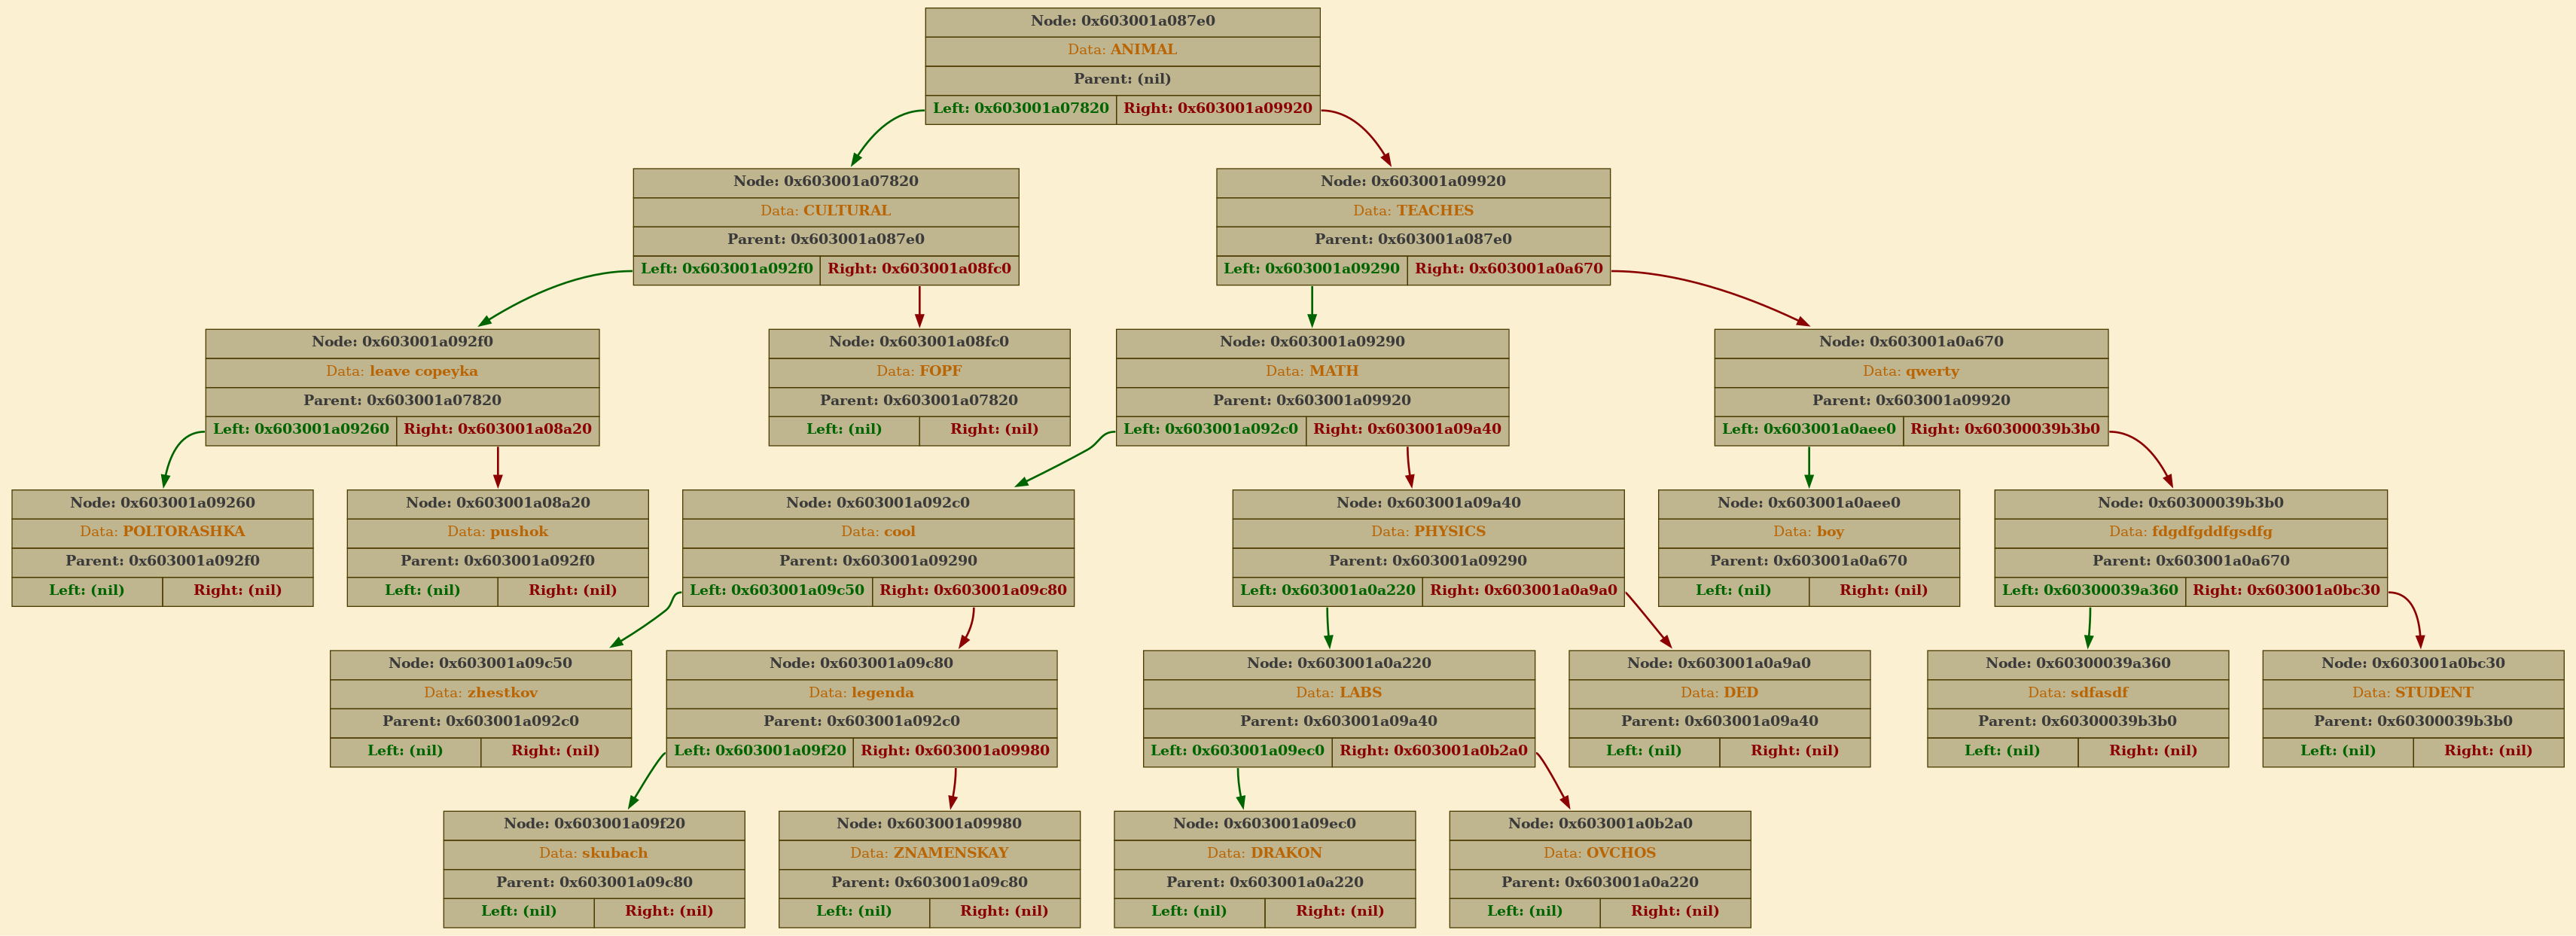 Node: 0x603001a087e0
Data: ANIMAL
Parent: (nil)
Left: 0x603001a07820 Right: 0x603001a09920
Node: 0x603001a07820
Data: CULTURAL
Parent: 0x603001a087e0
Left: 0x603001a092f0 Right: 0x603001a08fc0
Node: 0x603001a09920
Data: TEACHES
Parent: 0x603001a087e0
Left: 0x603001a09290 Right: 0x603001a0a670
Node: 0x603001a092f0
Data: leave copeyka
Parent: 0x603001a07820
Left: 0x603001a09260 Right: 0x603001a08a20
Node: 0x603001a08fc0
Data: FOPF
Parent: 0x603001a07820
Left: (nil) Right: (nil)
Node: 0x603001a09290
Data: MATH
Parent: 0x603001a09920
Left: 0x603001a092c0 Right: 0x603001a09a40
Node: 0x603001a0a670
Data: qwerty
Parent: 0x603001a09920
Left: 0x603001a0aee0 Right: 0x60300039b3b0
Node: 0x603001a09260
Data: POLTORASHKA
Parent: 0x603001a092f0
Left: (nil) Right: (nil)
Node: 0x603001a08a20
Data: pushok
Parent: 0x603001a092f0
Left: (nil) Right: (nil)
Node: 0x603001a092c0
Data: cool
Parent: 0x603001a09290
Left: 0x603001a09c50 Right: 0x603001a09c80
Node: 0x603001a09a40
Data: PHYSICS
Parent: 0x603001a09290
Left: 0x603001a0a220 Right: 0x603001a0a9a0
Node: 0x603001a0aee0
Data: boy
Parent: 0x603001a0a670
Left: (nil) Right: (nil)
Node: 0x60300039b3b0
Data: fdgdfgddfgsdfg
Parent: 0x603001a0a670
Left: 0x60300039a360 Right: 0x603001a0bc30
Node: 0x603001a09c50
Data: zhestkov
Parent: 0x603001a092c0
Left: (nil) Right: (nil)
Node: 0x603001a09c80
Data: legenda
Parent: 0x603001a092c0
Left: 0x603001a09f20 Right: 0x603001a09980
Node: 0x603001a0a220
Data: LABS
Parent: 0x603001a09a40
Left: 0x603001a09ec0 Right: 0x603001a0b2a0
Node: 0x603001a0a9a0
Data: DED
Parent: 0x603001a09a40
Left: (nil) Right: (nil)
Node: 0x60300039a360
Data: sdfasdf
Parent: 0x60300039b3b0
Left: (nil) Right: (nil)
Node: 0x603001a0bc30
Data: STUDENT
Parent: 0x60300039b3b0
Left: (nil) Right: (nil)
Node: 0x603001a09f20
Data: skubach
Parent: 0x603001a09c80
Left: (nil) Right: (nil)
Node: 0x603001a09980
Data: ZNAMENSKAY
Parent: 0x603001a09c80
Left: (nil) Right: (nil)
Node: 0x603001a09ec0
Data: DRAKON
Parent: 0x603001a0a220
Left: (nil) Right: (nil)
Node: 0x603001a0b2a0
Data: OVCHOS
Parent: 0x603001a0a220
Left: (nil) Right: (nil)